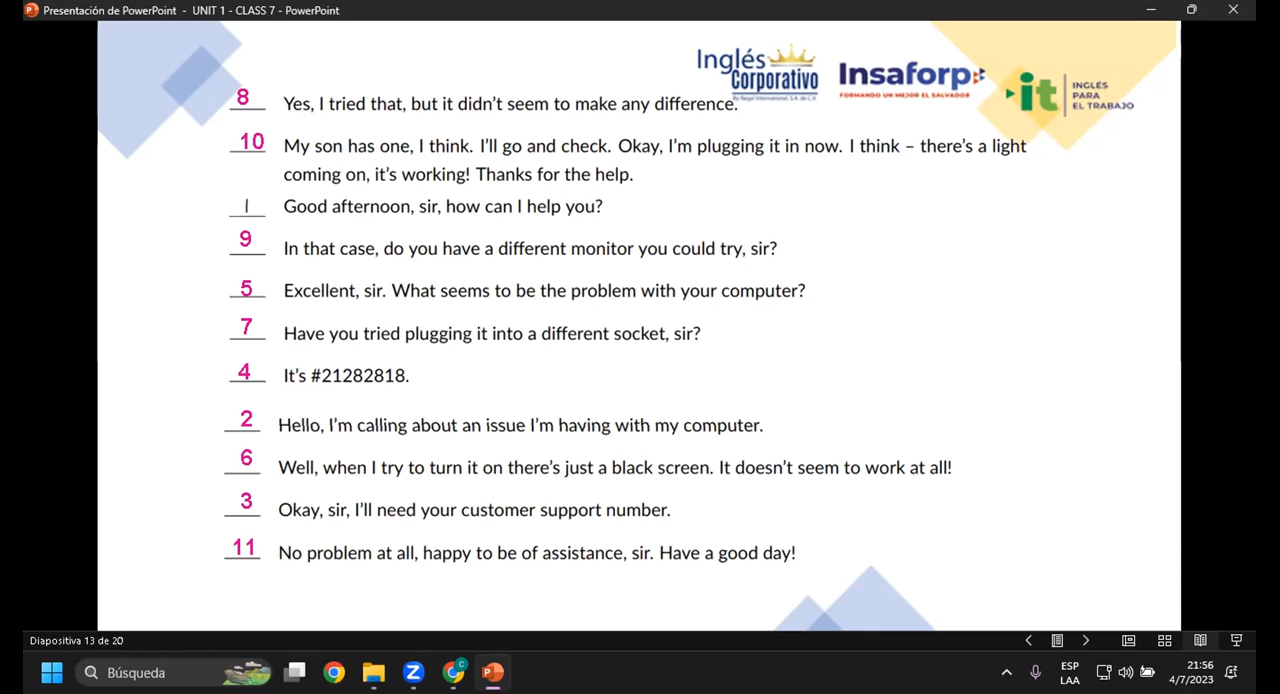 Presentación de PowerPoint - UNIT 1 - CLASS 7 - PowerPoint
Inglés
Corporativo
By Regal International, S.A. de C.V.
Insaforp
FORMANDO UN MEJOR EL SALVADOR
it
INGLÉS
PARA
EL TRABAJO
8 Yes, I tried that, but it didn't seem to make any difference.
10 My son has one, I think. I'll go and check. Okay, I'm plugging it in now. I think – there's a light
coming on, it's working! Thanks for the help.
1 Good afternoon, sir, how can I help you?
9 In that case, do you have a different monitor you could try, sir?
5 Excellent, sir. What seems to be the problem with your computer?
7 Have you tried plugging it into a different socket, sir?
4 It's #21282818.
2 Hello, I'm calling about an issue I'm having with my computer.
6 Well, when I try to turn it on there's just a black screen. It doesn't seem to work at all!
3 Okay, sir, I'll need your customer support number.
11 No problem at all, happy to be of assistance, sir. Have a good day!
Diapositiva 13 de 20
Búsqueda
ESP
LAA
21:56
4/7/2023